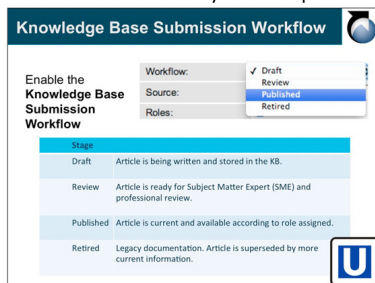 Knowledge Base Submission Workflow
Enable the
Knowledge Base
Submission
Workflow
Workflow:
Source:
Roles:
✓ Draft
Review
Published
Retired
Stage
Draft Article is being written and stored in the KB.
Review Article is ready for Subject Matter Expert (SME) and
professional review.
Published Article is current and available according to role assigned.
Retired Legacy documentation. Article is superseded by more
current information.
U